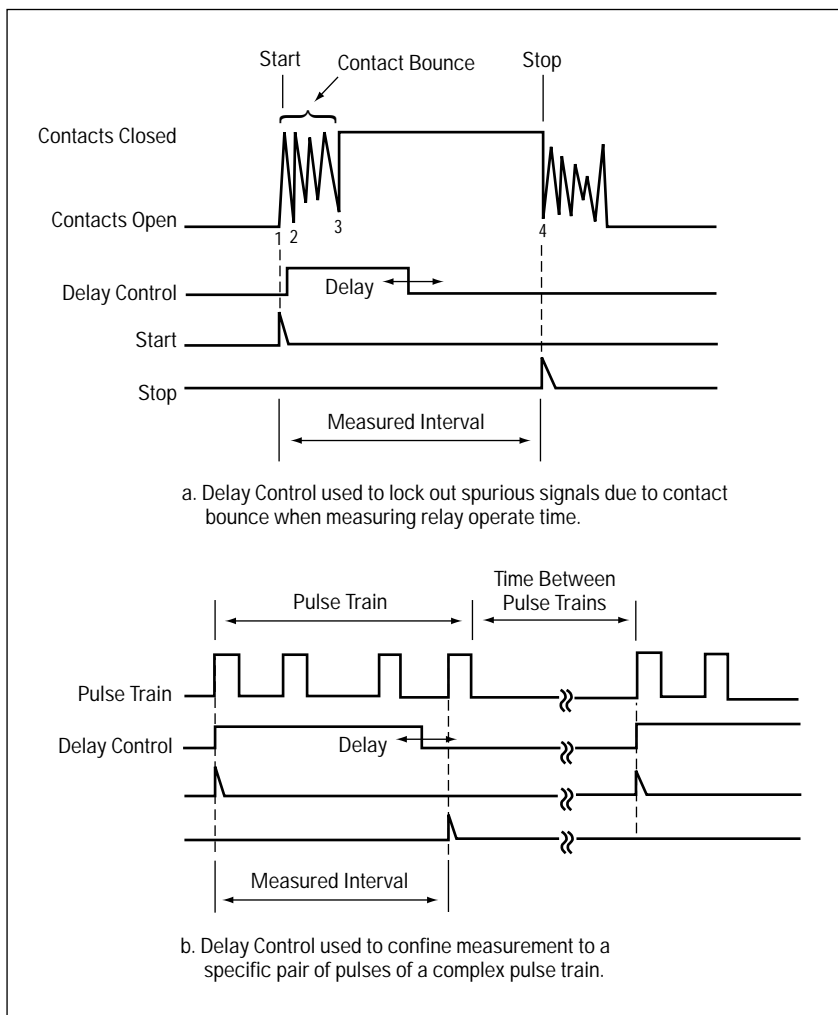 Start
Contact Bounce
Stop
Contacts Closed
Contacts Open
1
2
3
4
Delay Control
Delay
Start
Stop
Measured Interval
a. Delay Control used to lock out spurious signals due to contact
bounce when measuring relay operate time.
Time Between
Pulse Trains
Pulse Train
Pulse Train
Delay Control
Delay
Measured Interval
b. Delay Control used to confine measurement to a
specific pair of pulses of a complex pulse train.